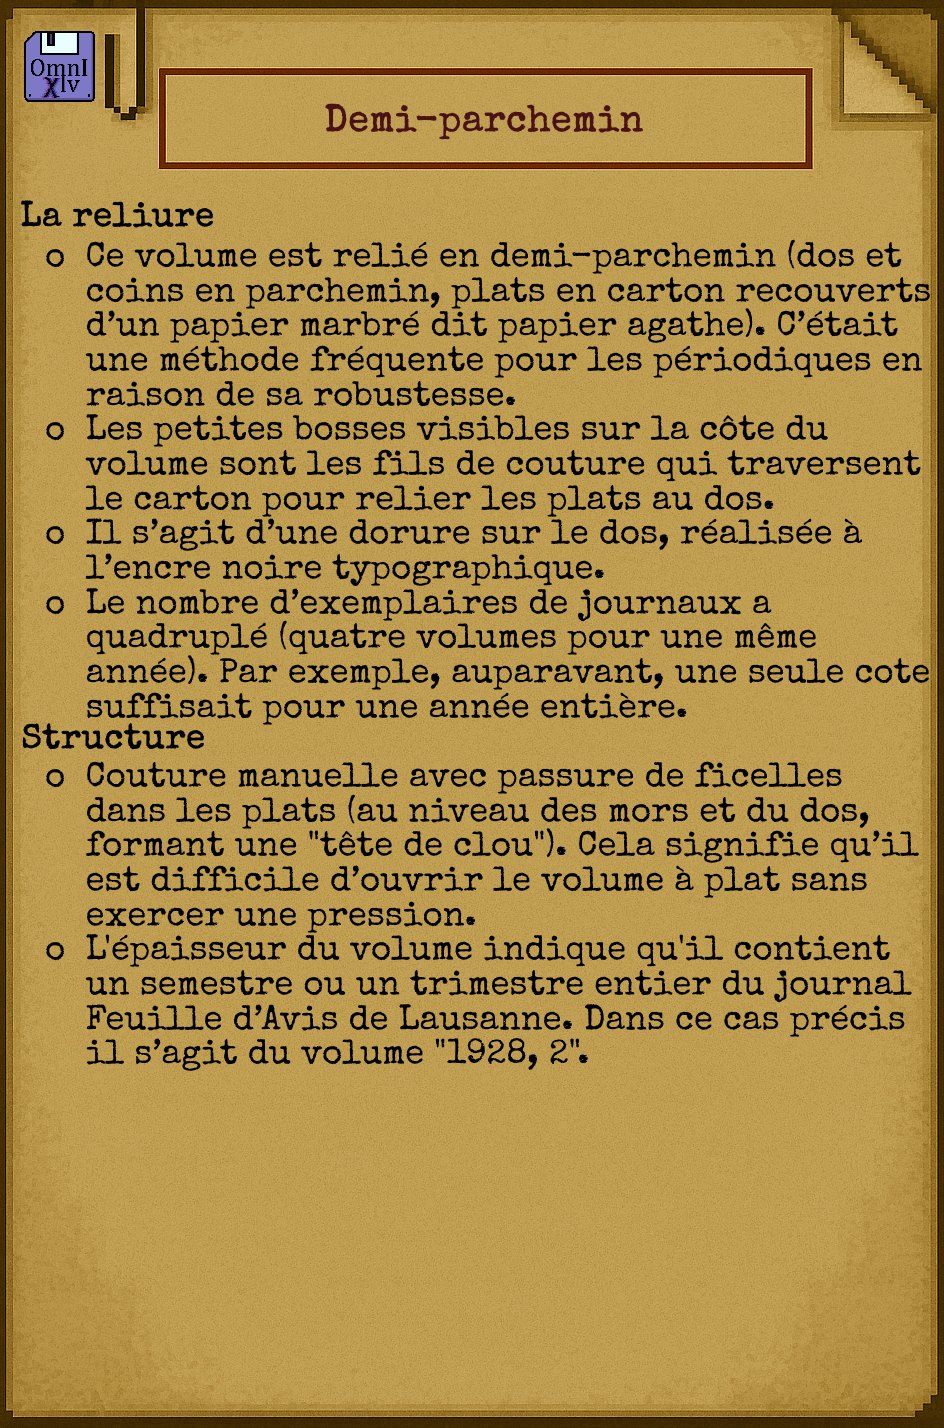 OmnI
χIv
Demi-parchemin
La reliure
o Ce volume est relié en demi-parchemin (dos et
coins en parchemin, plats en carton recouverts
d’un papier marbré dit papier agathe). C’était
une méthode fréquente pour les périodiques en
raison de sa robustesse.
o Les petites bosses visibles sur la côte du
volume sont les fils de couture qui traversent
le carton pour relier les plats au dos.
o Il s’agit d’une dorure sur le dos, réalisée à
l’encre noire typographique.
o Le nombre d’exemplaires de journaux a
quadruplé (quatre volumes pour une même
année). Par exemple, auparavant, une seule cote
suffisait pour une année entière.
Structure
o Couture manuelle avec passure de ficelles
dans les plats (au niveau des mors et du dos,
formant une "tête de clou"). Cela signifie qu’il
est difficile d’ouvrir le volume à plat sans
exercer une pression.
o L'épaisseur du volume indique qu'il contient
un semestre ou un trimestre entier du journal
Feuille d’Avis de Lausanne. Dans ce cas précis
il s’agit du volume "1928, 2".